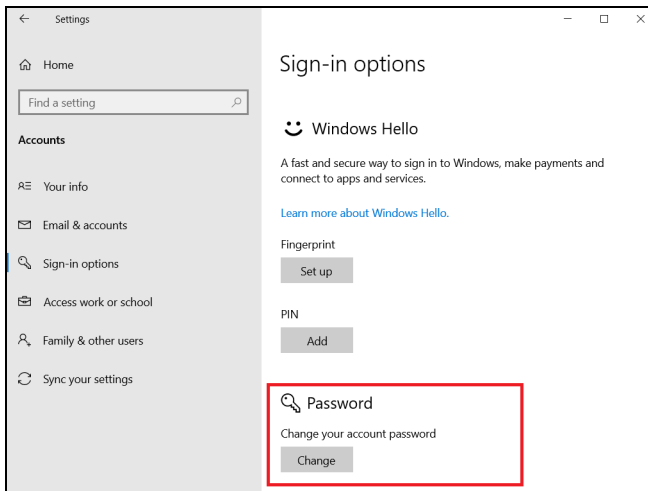 Settings
Home
Find a setting
Accounts
Your info
Email & accounts
Sign-in options
Access work or school
Family & other users
Sync your settings
Sign-in options
Windows Hello
A fast and secure way to sign in to Windows, make payments and
connect to apps and services.
Learn more about Windows Hello.
Fingerprint
Set up
PIN
Add
Password
Change your account password
Change